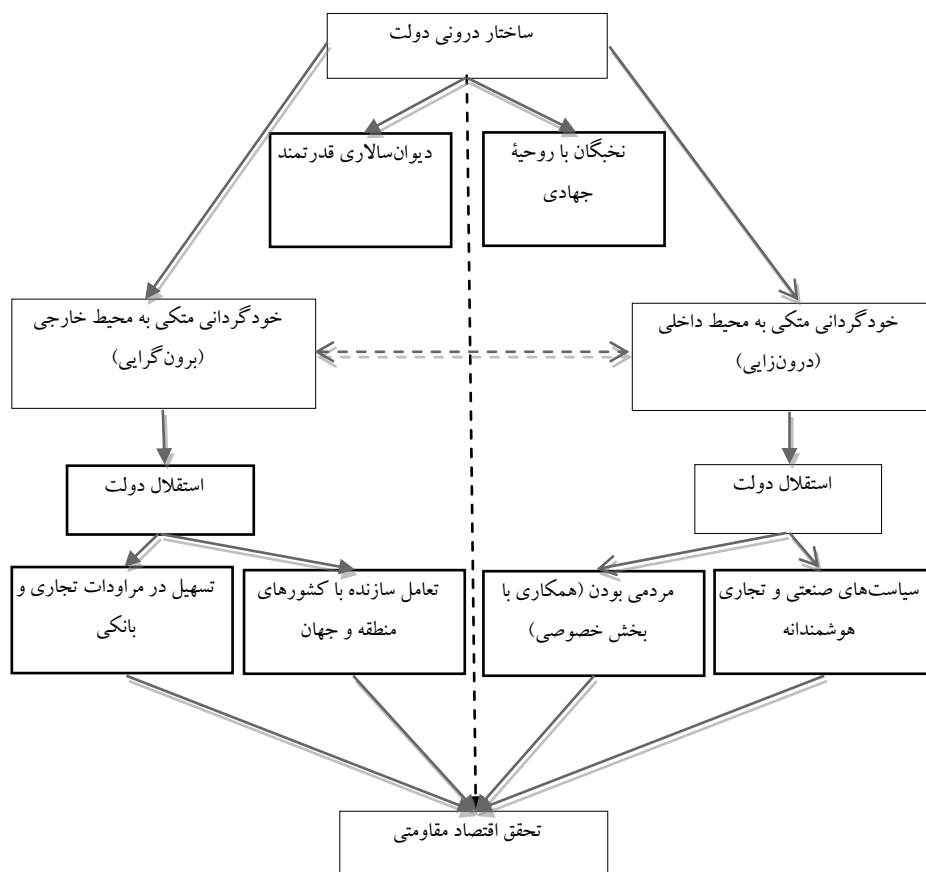 ساختار درونی دولت
نخبگان با روحیۀ
جهادی
دیوان‌سالاری قدرتمند
خودگردانی متکی به محیط داخلی
(درون‌زایی)
خودگردانی متکی به محیط خارجی
(برون‌گرایی)
استقلال دولت
استقلال دولت
سیاست‌های صنعتی و تجاری
هوشمندانه
مردمی بودن (همکاری با
بخش خصوصی)
تعامل سازنده با کشورهای
منطقه و جهان
تسهیل در مراودات تجاری و
بانکی
تحقق اقتصاد مقاومتی